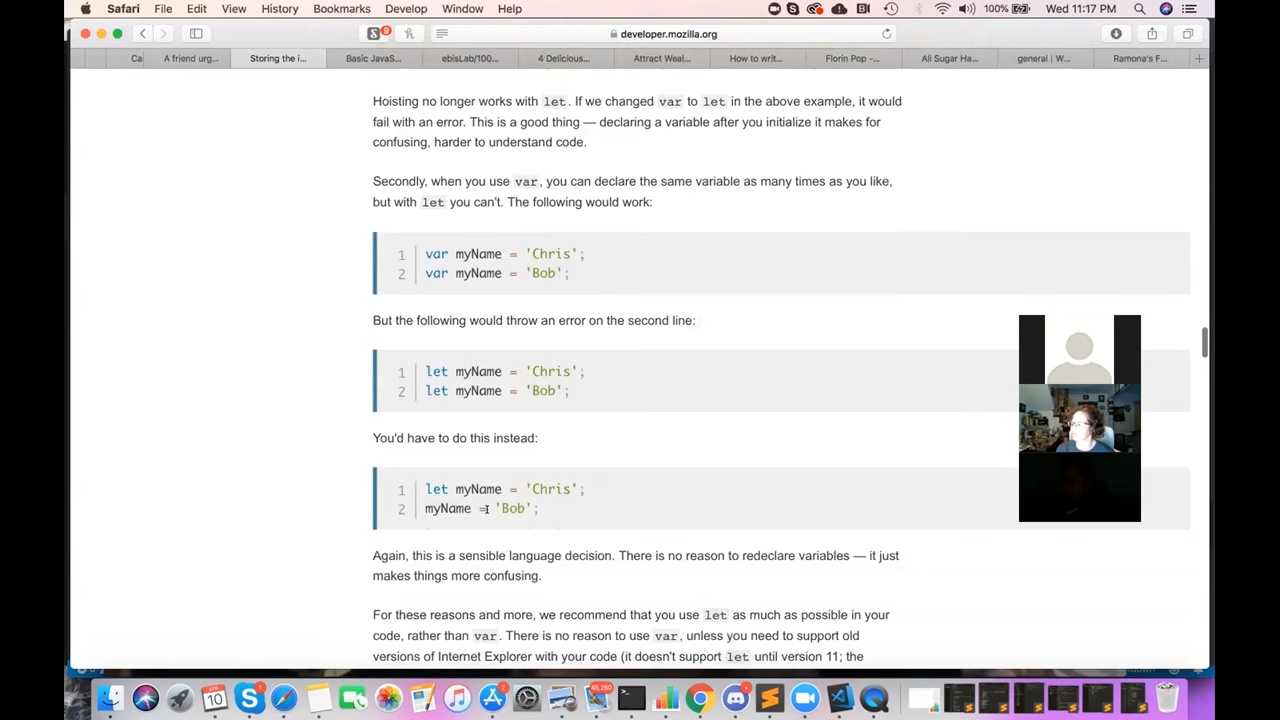 Safari File Edit View History Bookmarks Develop Window Help 100% Wed 11:17 PM
developer.mozilla.org
Ca A friend urg... Storing the i... Basic JavaS... ebisLab/100... 4 Delicious... Attract Weal... How to writ... Florin Pop -... Ali Sugar Ha... general | W... Ramona's F...
Hoisting no longer works with let. If we changed var to let in the above example, it would
fail with an error. This is a good thing — declaring a variable after you initialize it makes for
confusing, harder to understand code.
Secondly, when you use var, you can declare the same variable as many times as you like,
but with let you can't. The following would work:
1 var myName = 'Chris';
2 var myName = 'Bob';
But the following would throw an error on the second line:
1 let myName = 'Chris';
2 let myName = 'Bob';
You'd have to do this instead:
1 let myName = 'Chris';
2 myName = 'Bob';
Again, this is a sensible language decision. There is no reason to redeclare variables — it just
makes things more confusing.
For these reasons and more, we recommend that you use let as much as possible in your
code, rather than var. There is no reason to use var, unless you need to support old
versions of Internet Explorer with your code (it doesn't support let until version 11; the